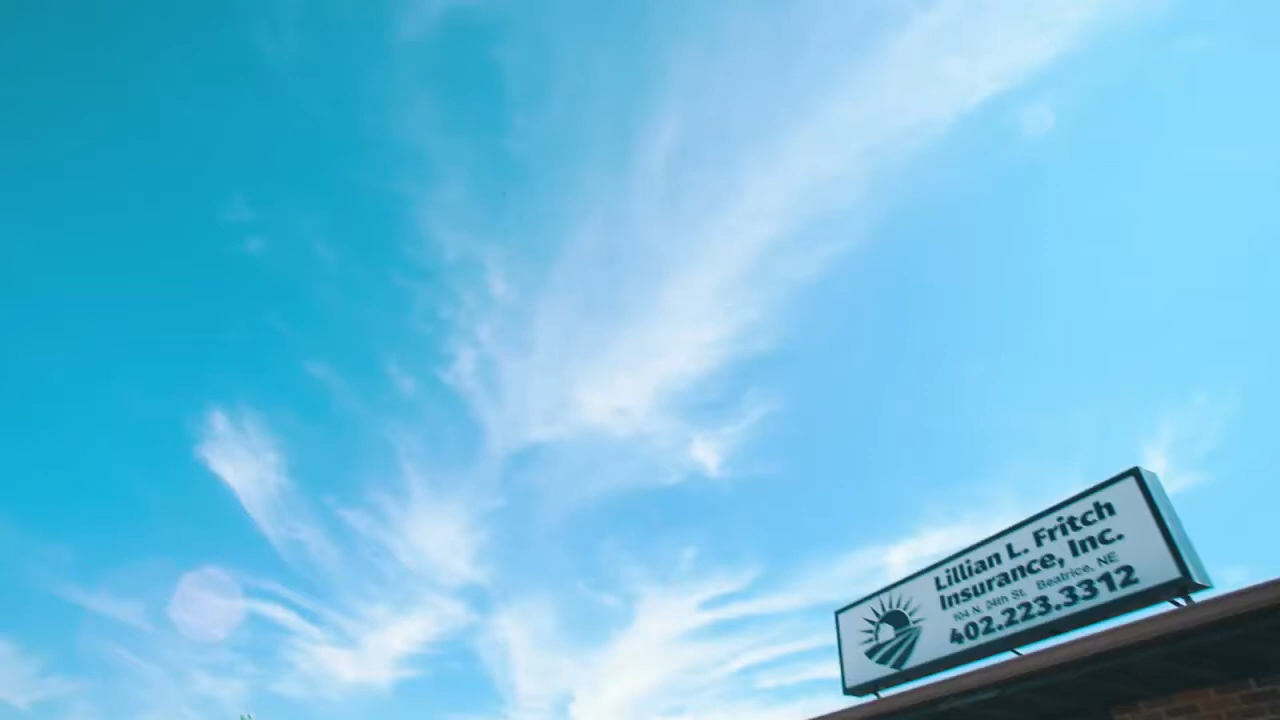 Lillian L. Fritch
Insurance, Inc.
104 N. 24th St. Beatrice, NE
402.223.3312